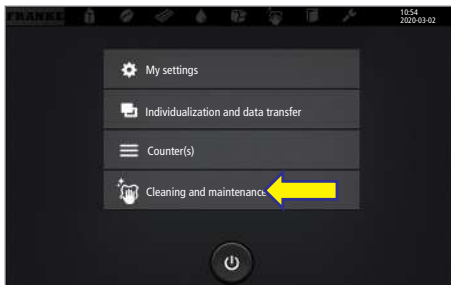 FRANKE
10:54
2020-03-02
My settings
Individualization and data transfer
Counter(s)
Cleaning and maintenance